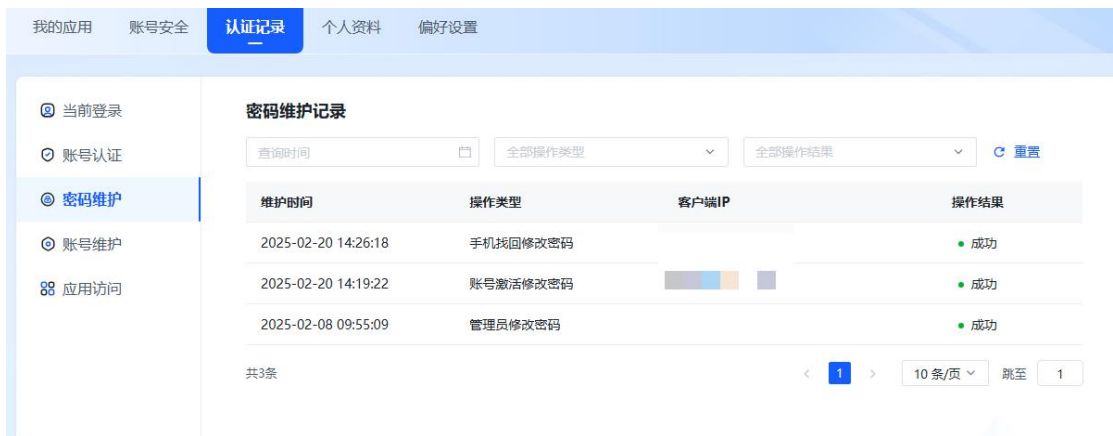 我的应用 账号安全 认证记录 个人资料 偏好设置
当前登录
账号认证
密码维护
账号维护
应用访问
密码维护记录
查询时间 全部操作类型 全部操作结果 重置
维护时间 操作类型 客户端IP 操作结果
2025-02-20 14:26:18 手机找回修改密码 成功
2025-02-20 14:19:22 账号激活修改密码 成功
2025-02-08 09:55:09 管理员修改密码 成功
共3条 < 1 > 10 条/页 跳至 1